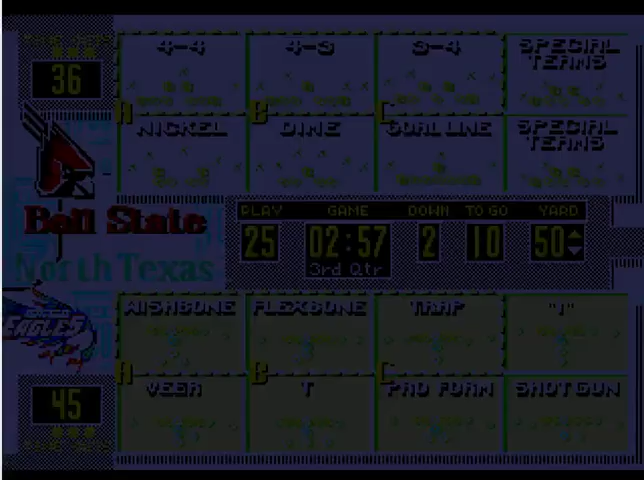 4-4 4-3 3-4 SPECIAL TEAMS
36
A B C
NICKEL DIME GOAL LINE SPECIAL TEAMS
Ball State
PLAY GAME DOWN TO GO YARD
25 02:57 2 10 50
3rd Qtr
North Texas
WISHBONE FLEXBONE TRAP "I"
EAGLES
A B C
VEER T PRO FORM SHOTGUN
45